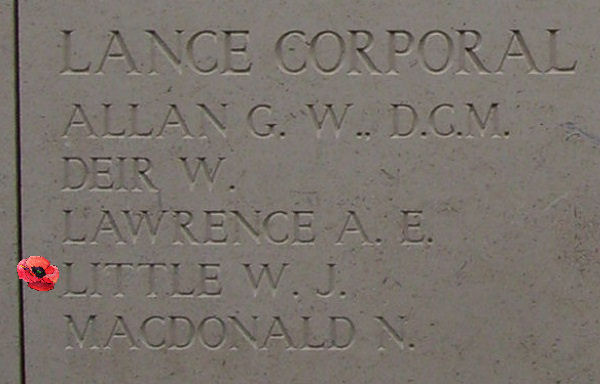 LANCE CORPORAL
ALLAN G. W., D.C.M.
DEIR W.
LAWRENCE A. E.
LITTLE W. J.
MACDONALD N.